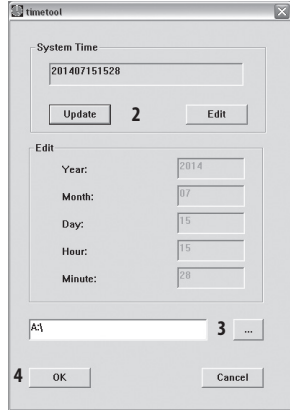 timetool
System Time
201407151528
Update 2 Edit
Edit
Year: 2014
Month: 07
Day: 15
Hour: 15
Minute: 28
A:\ 3 ...
4 OK Cancel